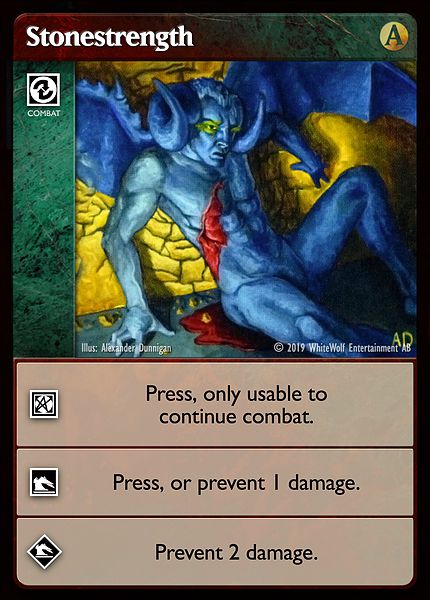 Stonestrength
A
COMBAT
Illus: Alexander Dunnigan
© 2019 WhiteWolf Entertainment AB
AD
Press, only usable to
continue combat.
Press, or prevent 1 damage.
Prevent 2 damage.